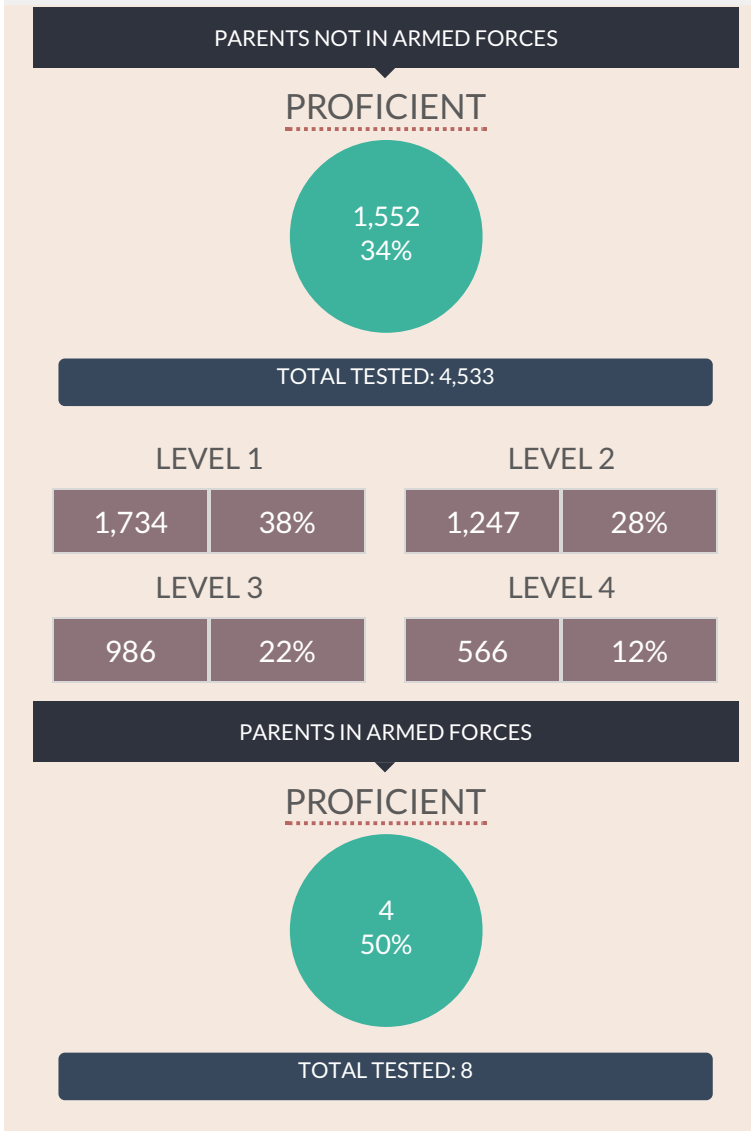 PARENTS NOT IN ARMED FORCES
PROFICIENT
1,552
34%
TOTAL TESTED: 4,533
LEVEL 1
1,734 38%
LEVEL 2
1,247 28%
LEVEL 3
986 22%
LEVEL 4
566 12%
PARENTS IN ARMED FORCES
PROFICIENT
4
50%
TOTAL TESTED: 8